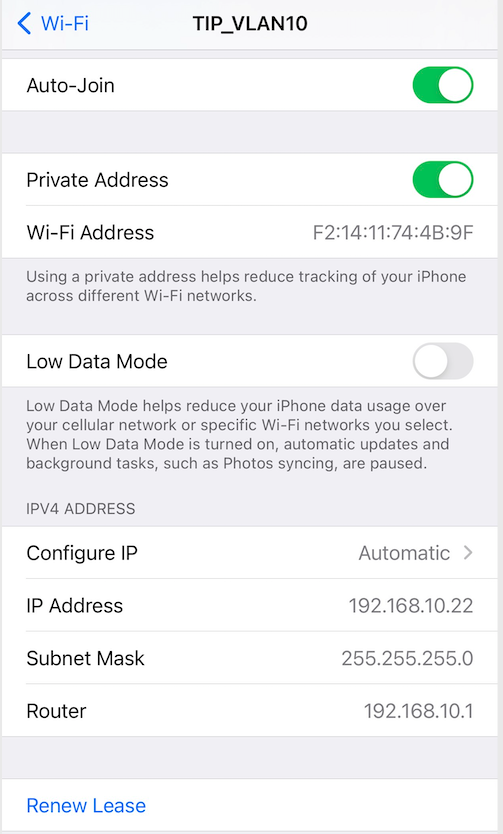 Wi-Fi TIP_VLAN10
Auto-Join
Private Address
Wi-Fi Address F2:14:11:74:4B:9F
Using a private address helps reduce tracking of your iPhone
across different Wi-Fi networks.
Low Data Mode
Low Data Mode helps reduce your iPhone data usage over
your cellular network or specific Wi-Fi networks you select.
When Low Data Mode is turned on, automatic updates and
background tasks, such as Photos syncing, are paused.
IPV4 ADDRESS
Configure IP Automatic
IP Address 192.168.10.22
Subnet Mask 255.255.255.0
Router 192.168.10.1
Renew Lease